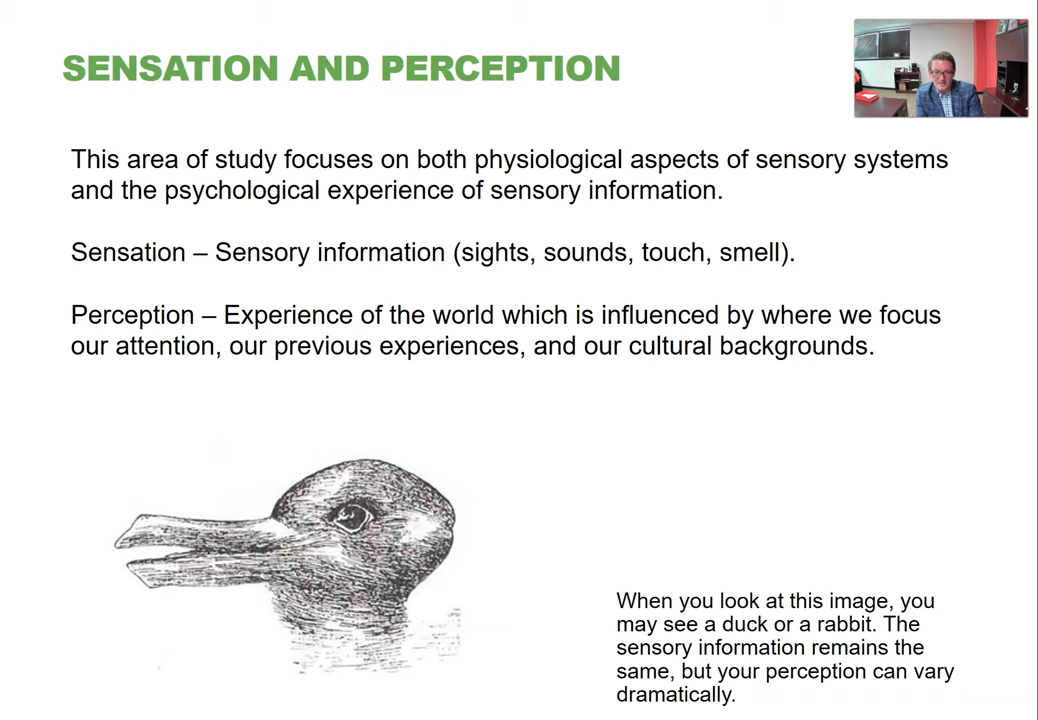 SENSATION AND PERCEPTION
This area of study focuses on both physiological aspects of sensory systems
and the psychological experience of sensory information.
Sensation – Sensory information (sights, sounds, touch, smell).
Perception – Experience of the world which is influenced by where we focus
our attention, our previous experiences, and our cultural backgrounds.
When you look at this image, you
may see a duck or a rabbit. The
sensory information remains the
same, but your perception can vary
dramatically.